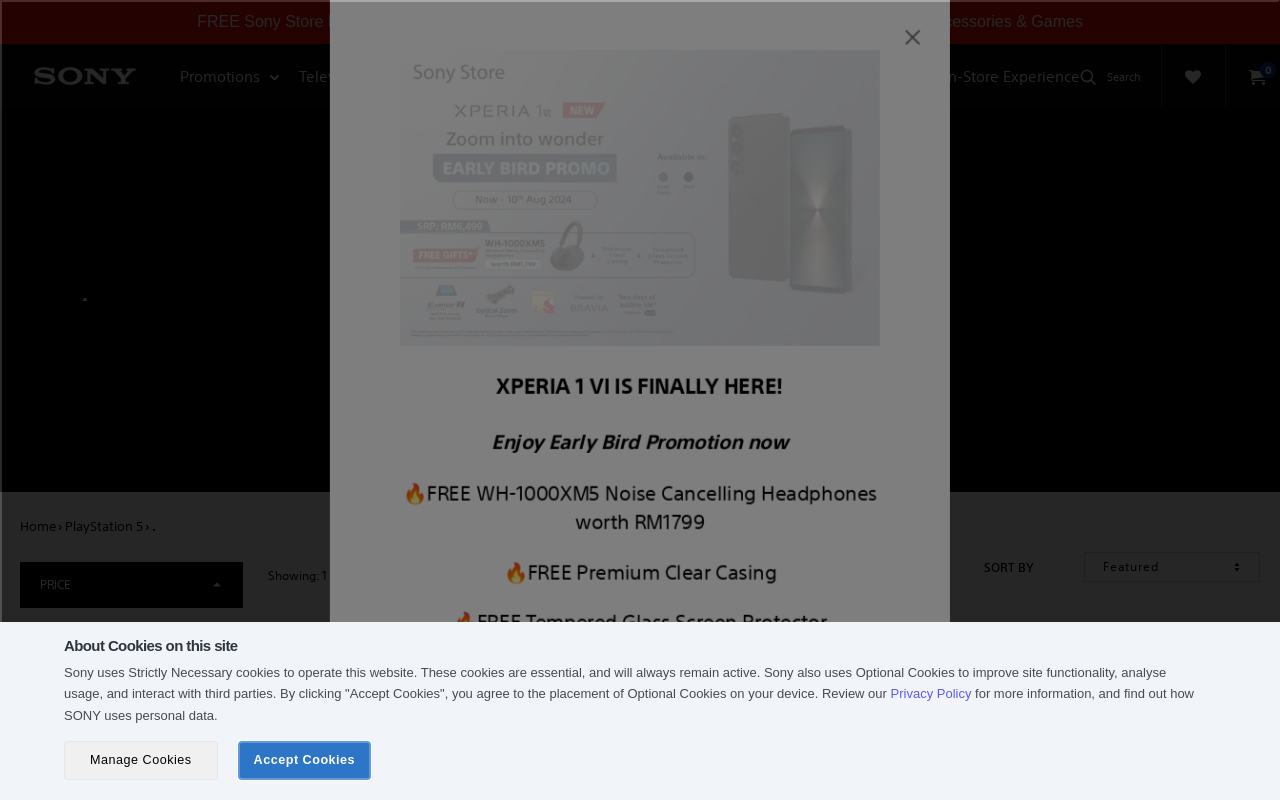 FREE Sony Store
cessories & Games
SONY
Promotions
n-Store Experience
Search
0
Sony Store
XPERIA 1 VI NEW
Zoom into wonder
EARLY BIRD PROMO
Now - 10th Aug 2024
Available in:
SRP: RM6,499
FREE GIFTS*
WH-1000XM5
worth RM1,799
BRAVIA
XPERIA 1 VI IS FINALLY HERE!
Enjoy Early Bird Promotion now
🔥FREE WH-1000XM5 Noise Cancelling Headphones
worth RM1799
🔥FREE Premium Clear Casing
🔥FREE Tempered Glass Screen Protector
Home › PlayStation 5 › .
PRICE
Showing: 1
SORT BY
Featured
About Cookies on this site
Sony uses Strictly Necessary cookies to operate this website. These cookies are essential, and will always remain active. Sony also uses Optional Cookies to improve site functionality, analyse
usage, and interact with third parties. By clicking "Accept Cookies", you agree to the placement of Optional Cookies on your device. Review our Privacy Policy for more information, and find out how
SONY uses personal data.
Manage Cookies
Accept Cookies